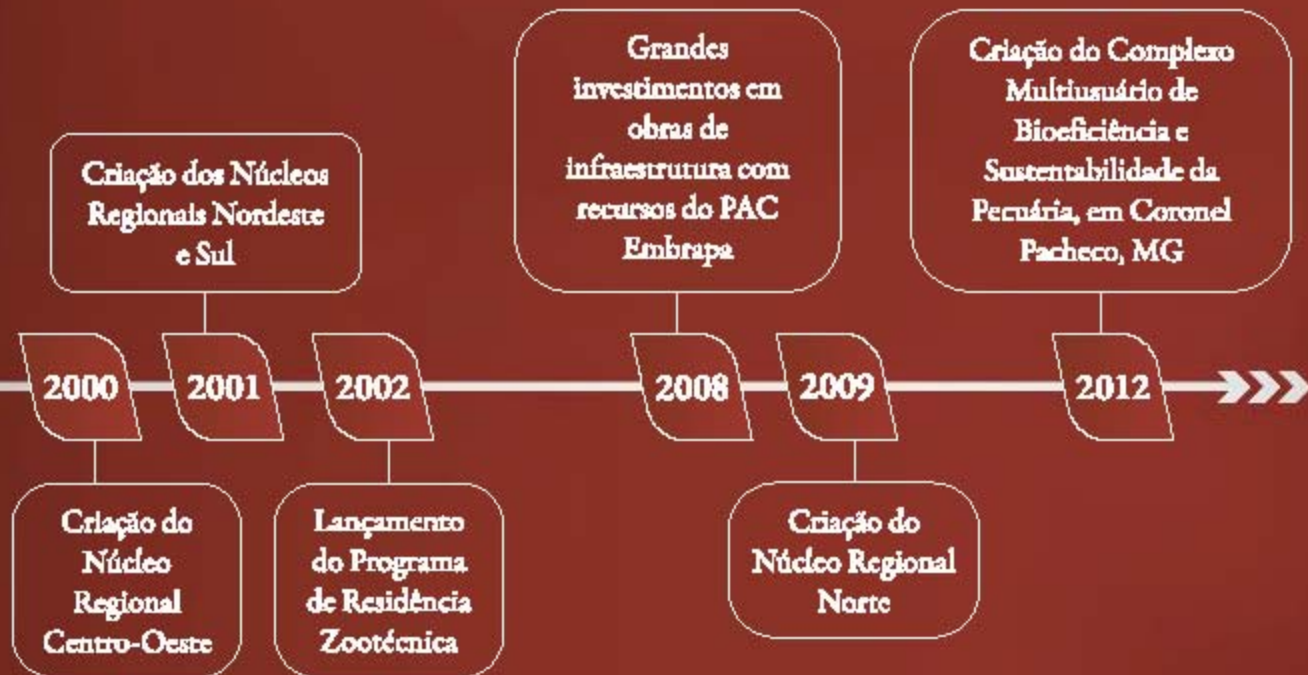 Criação dos Núcleos
Regionais Nordeste
e Sul
Grandes
investimentos em
obras de
infraestrutura com
recursos do PAC
Embrapa
Criação do Complexo
Multiusuário de
Bioeficiência e
Sustentabilidade da
Pecuária, em Coronel
Pacheco, MG
2000
2001
2002
2008
2009
2012
Criação do
Núcleo
Regional
Centro-Oeste
Lançamento
do Programa
de Residência
Zootécnica
Criação do
Núcleo Regional
Norte